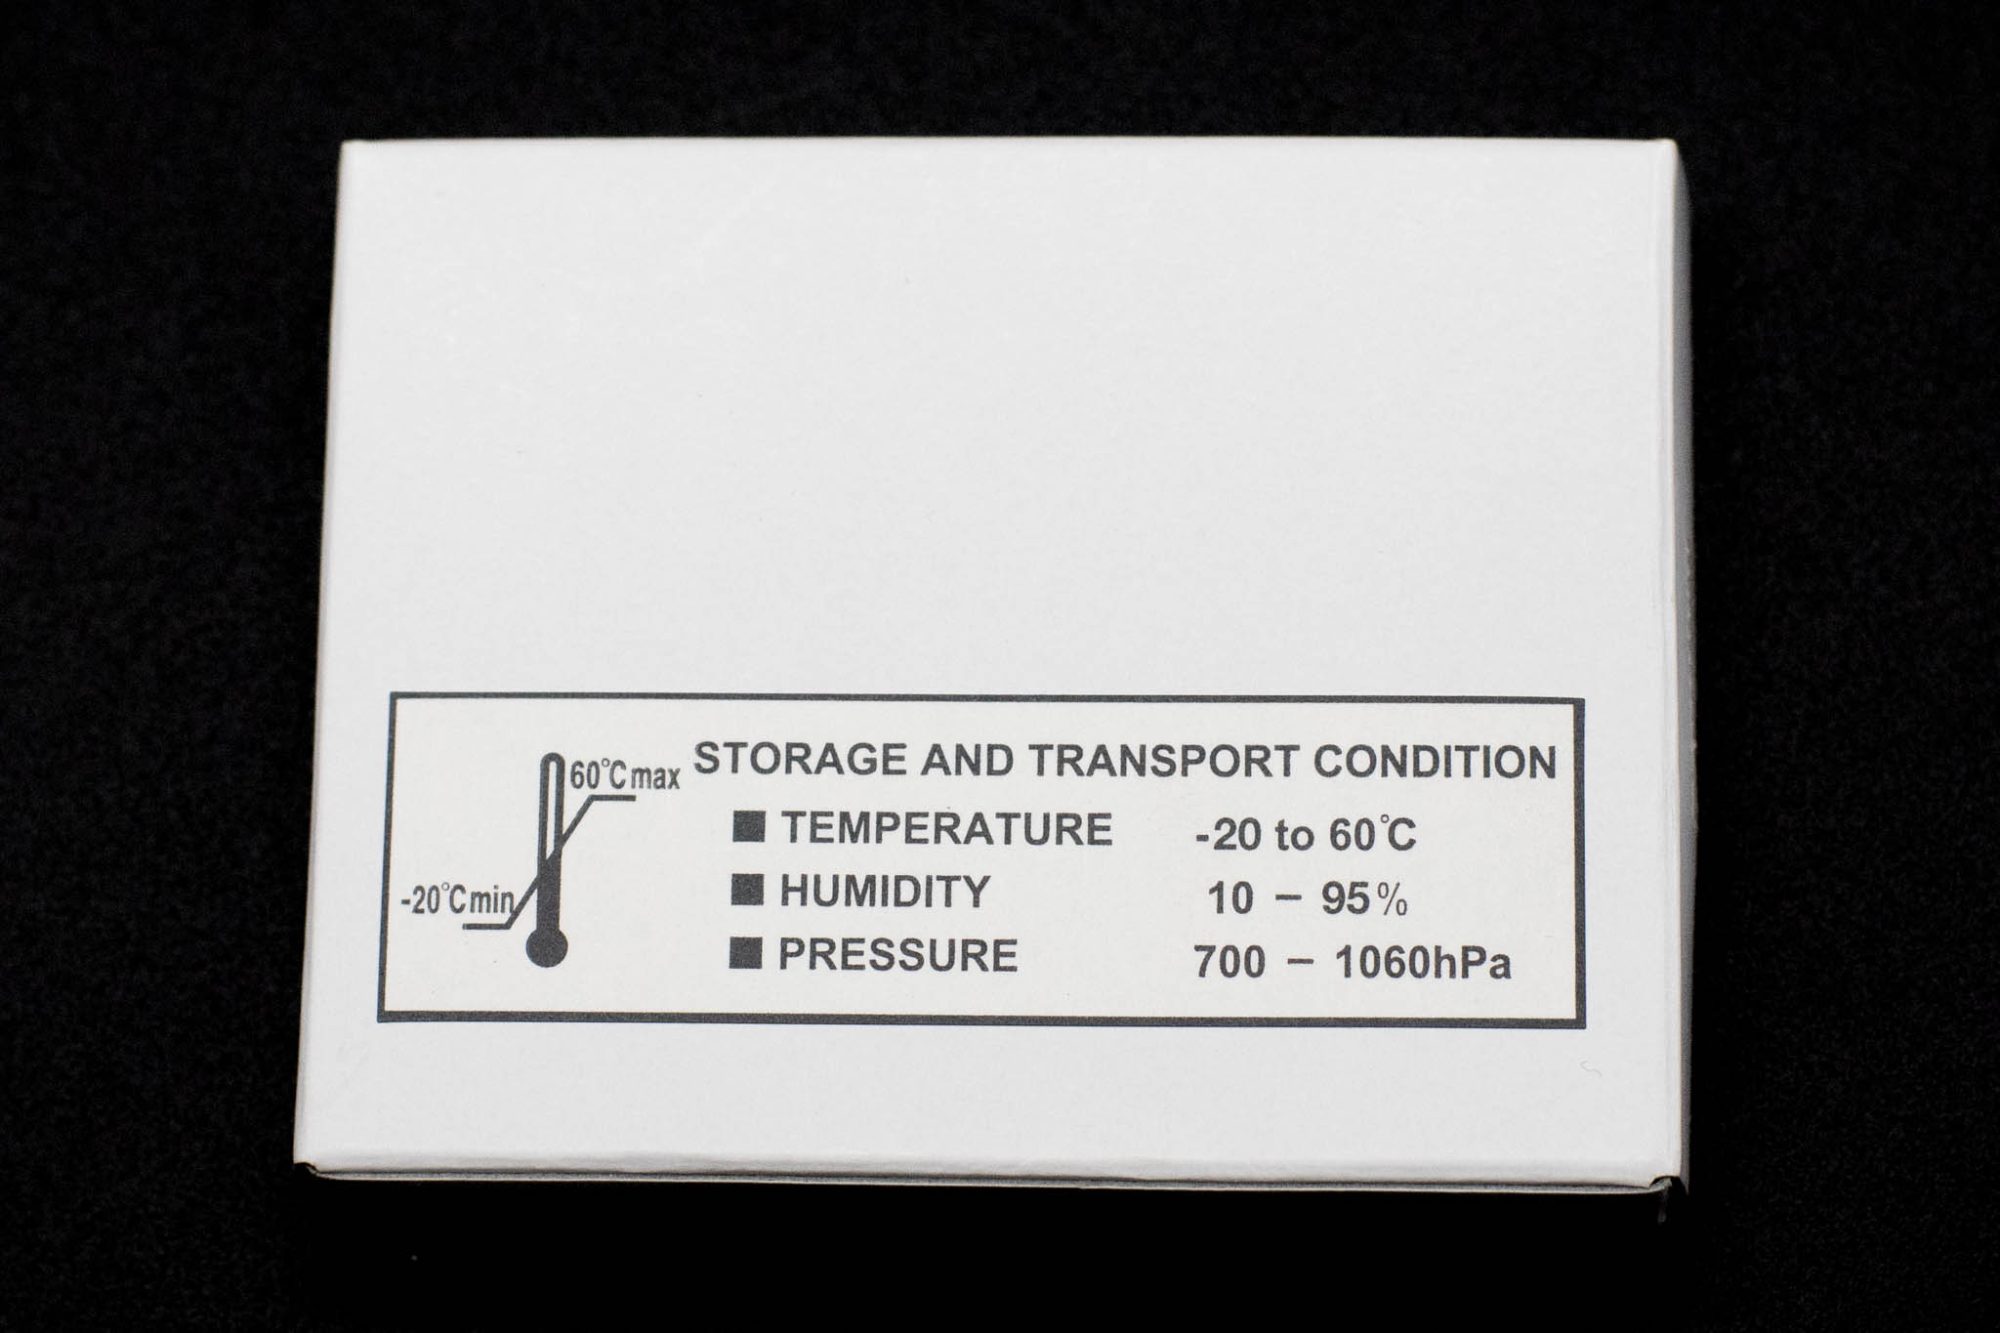 STORAGE AND TRANSPORT CONDITION
60℃max
■ TEMPERATURE -20 to 60℃
-20℃min
■ HUMIDITY 10 – 95%
■ PRESSURE 700 – 1060hPa